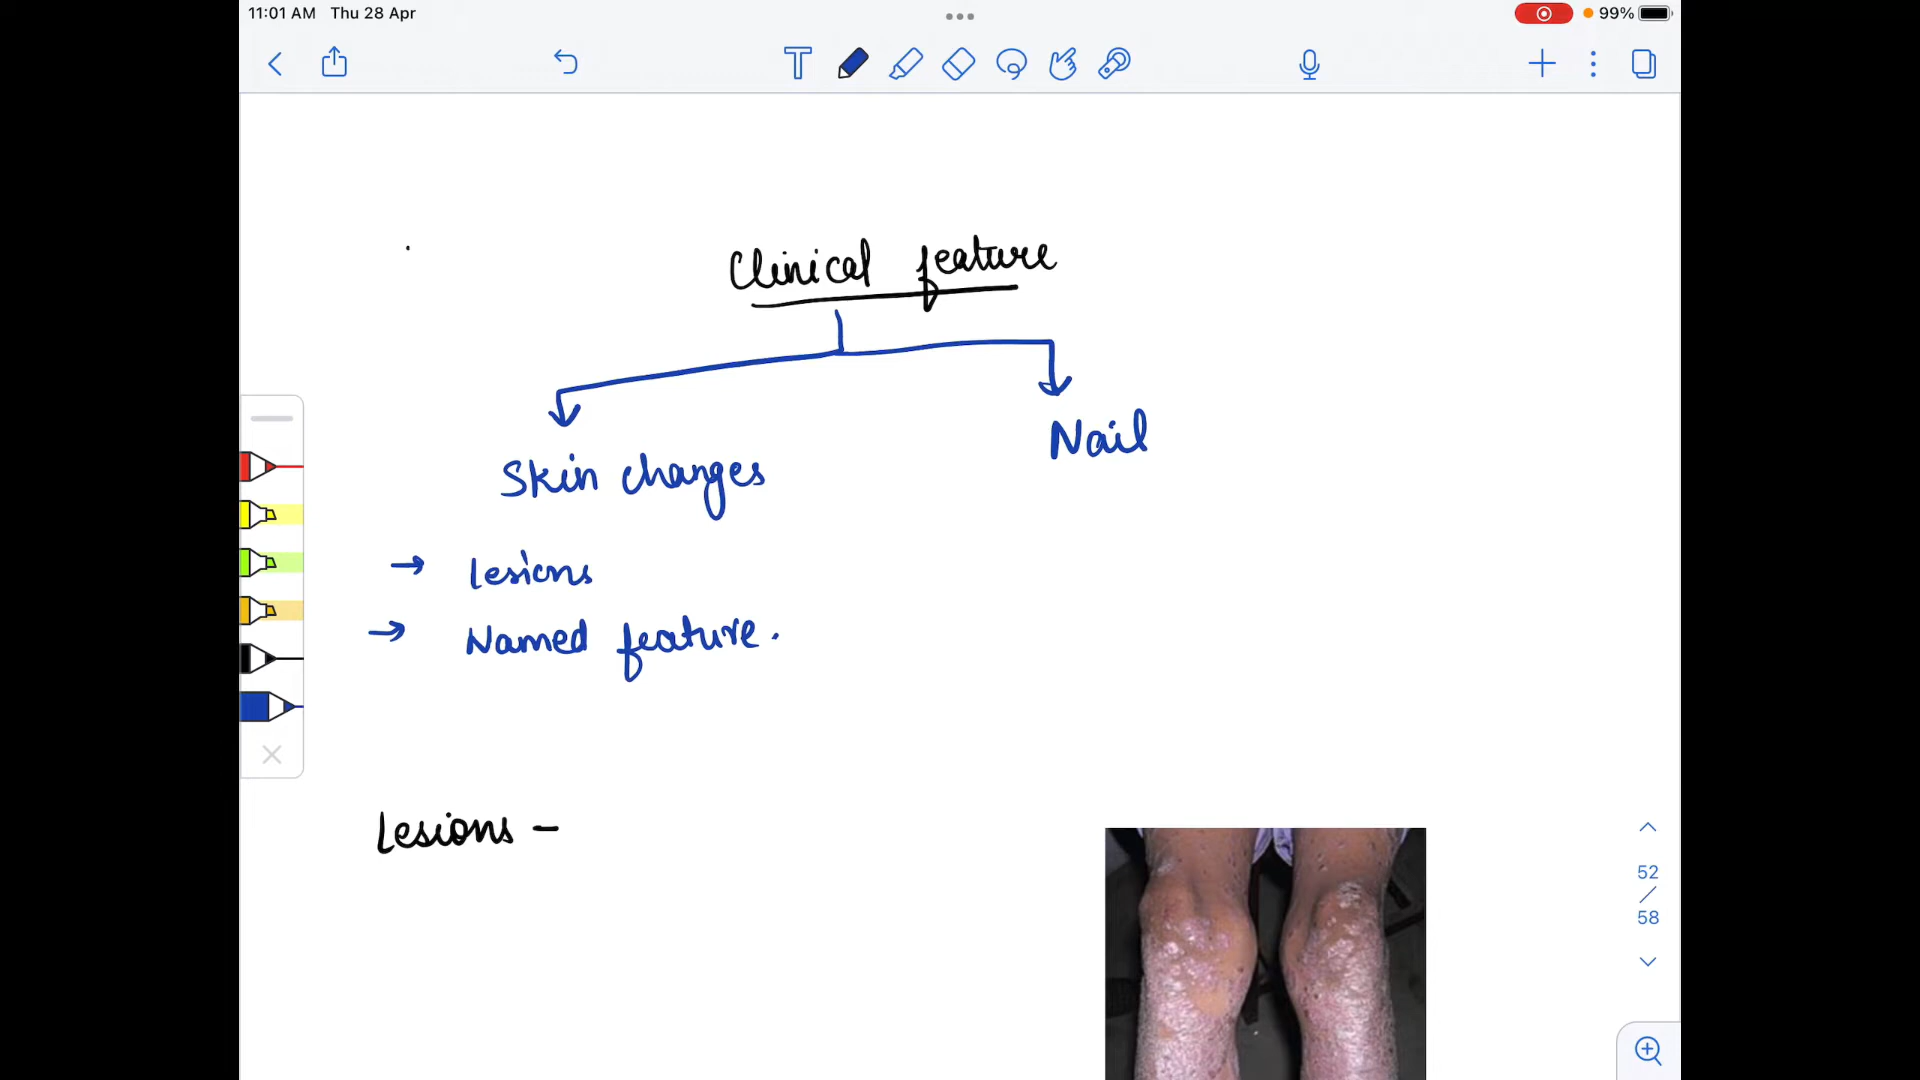 11:01 AM Thu 28 Apr
99%
T
Clinical feature
Skin changes
Nail
→ Lesions
→ Named feature.
Lesions -
52
/
58